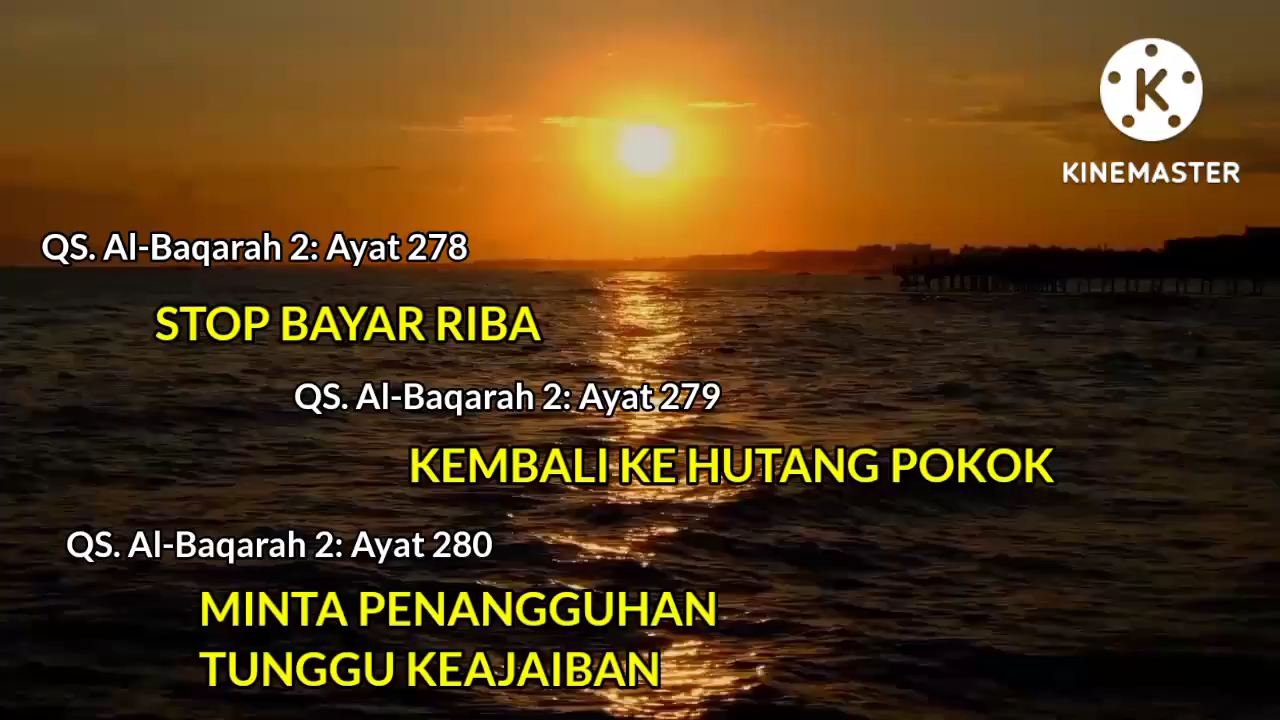 K
KINEMASTER
QS. Al-Baqarah 2: Ayat 278
STOP BAYAR RIBA
QS. Al-Baqarah 2: Ayat 279
KEMBALI KE HUTANG POKOK
QS. Al-Baqarah 2: Ayat 280
MINTA PENANGGUHAN
TUNGGU KEAJAIBAN